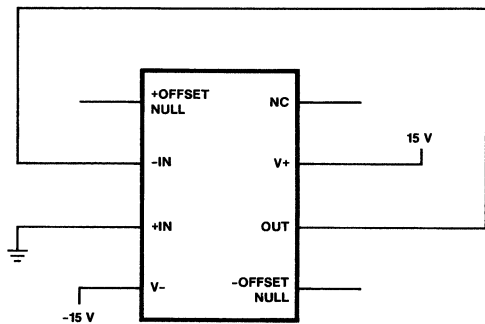 +OFFSET
NULL
NC
15 V
–IN
V+
+IN
OUT
V–
–OFFSET
NULL
–15 V